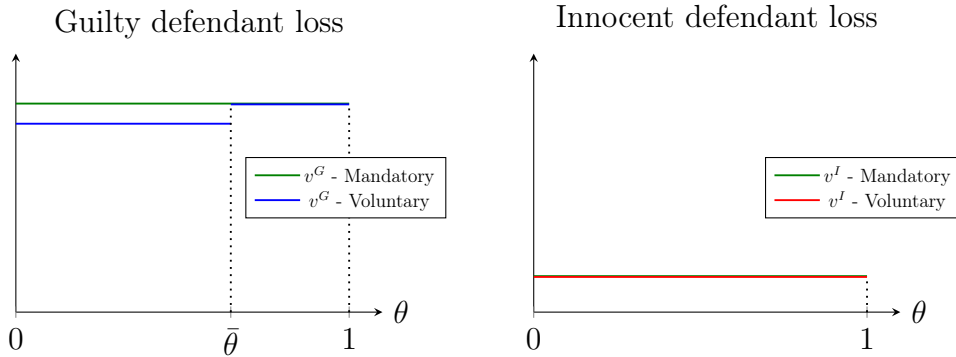 Guilty defendant loss
v^G - Mandatory
v^G - Voluntary
θ
0
θ̄
1
Innocent defendant loss
v^I - Mandatory
v^I - Voluntary
θ
0
1